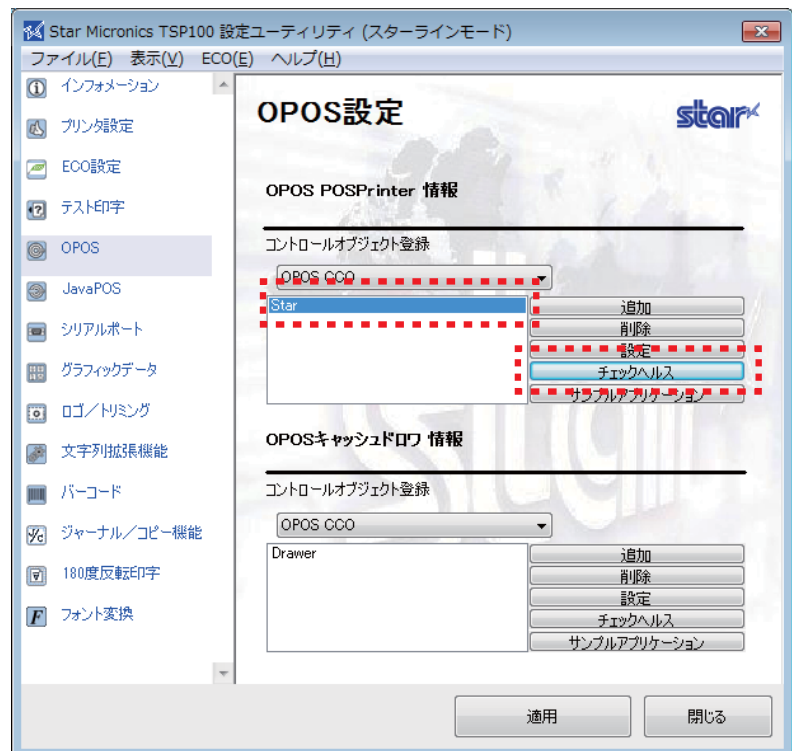 Star Micronics TSP100 設定ユーティリティ (スターラインモード)
ファイル(F) 表示(V) ECO(E) ヘルプ(H)
インフォメーション
プリンタ設定
ECO設定
テスト印字
OPOS
JavaPOS
シリアルポート
グラフィックデータ
ロゴ/トリミング
文字列拡張機能
バーコード
ジャーナル/コピー機能
180度反転印字
フォント変換
OPOS設定
star
OPOS POSPrinter 情報
コントロールオブジェクト登録
OPOS CCO
Star
追加
削除
設定
チェックヘルス
サンプルアプリケーション
OPOSキャッシュドロワ 情報
コントロールオブジェクト登録
OPOS CCO
Drawer
追加
削除
設定
チェックヘルス
サンプルアプリケーション
適用
閉じる